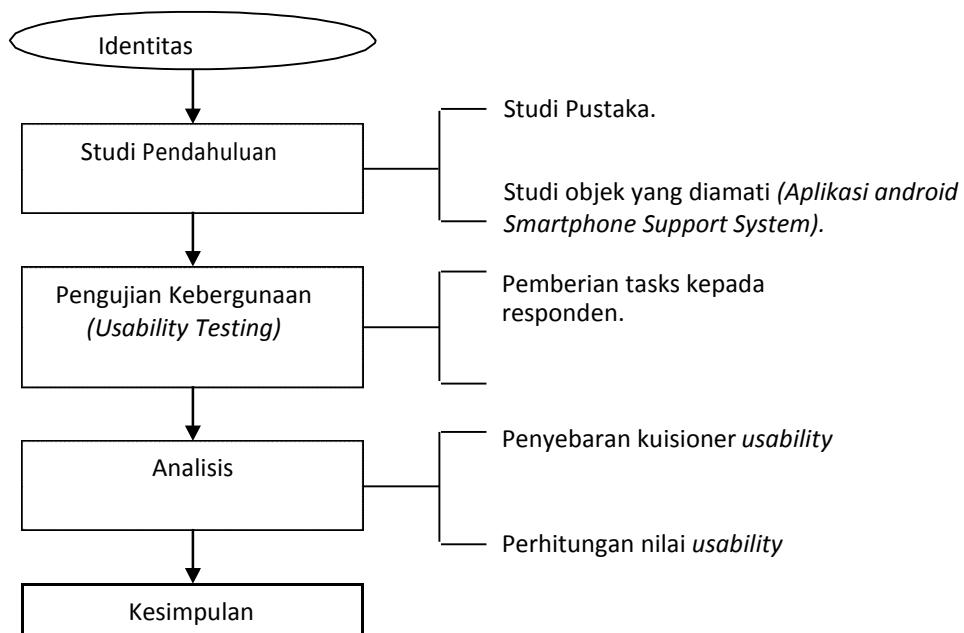 Identitas
Studi Pustaka.
Studi Pendahuluan
Studi objek yang diamati (Aplikasi android
Smartphone Support System).
Pengujian Kebergunaan
(Usability Testing)
Pemberian tasks kepada
responden.
Analisis
Penyebaran kuisioner usability
Perhitungan nilai usability
Kesimpulan